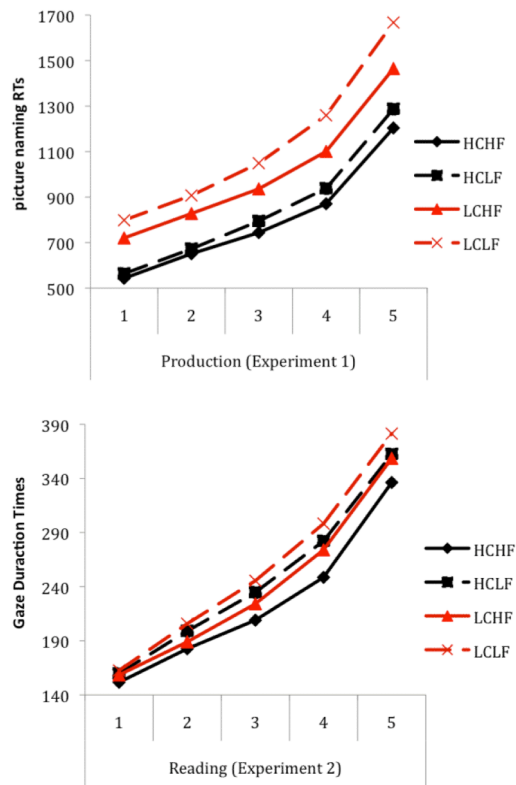 1700
1500
1300
1100
900
700
500
picture naming RTs
1 2 3 4 5
Production (Experiment 1)
HCHF
HCLF
LCHF
LCLF
390
340
290
240
190
140
Gaze Duraction Times
1 2 3 4 5
Reading (Experiment 2)
HCHF
HCLF
LCHF
LCLF